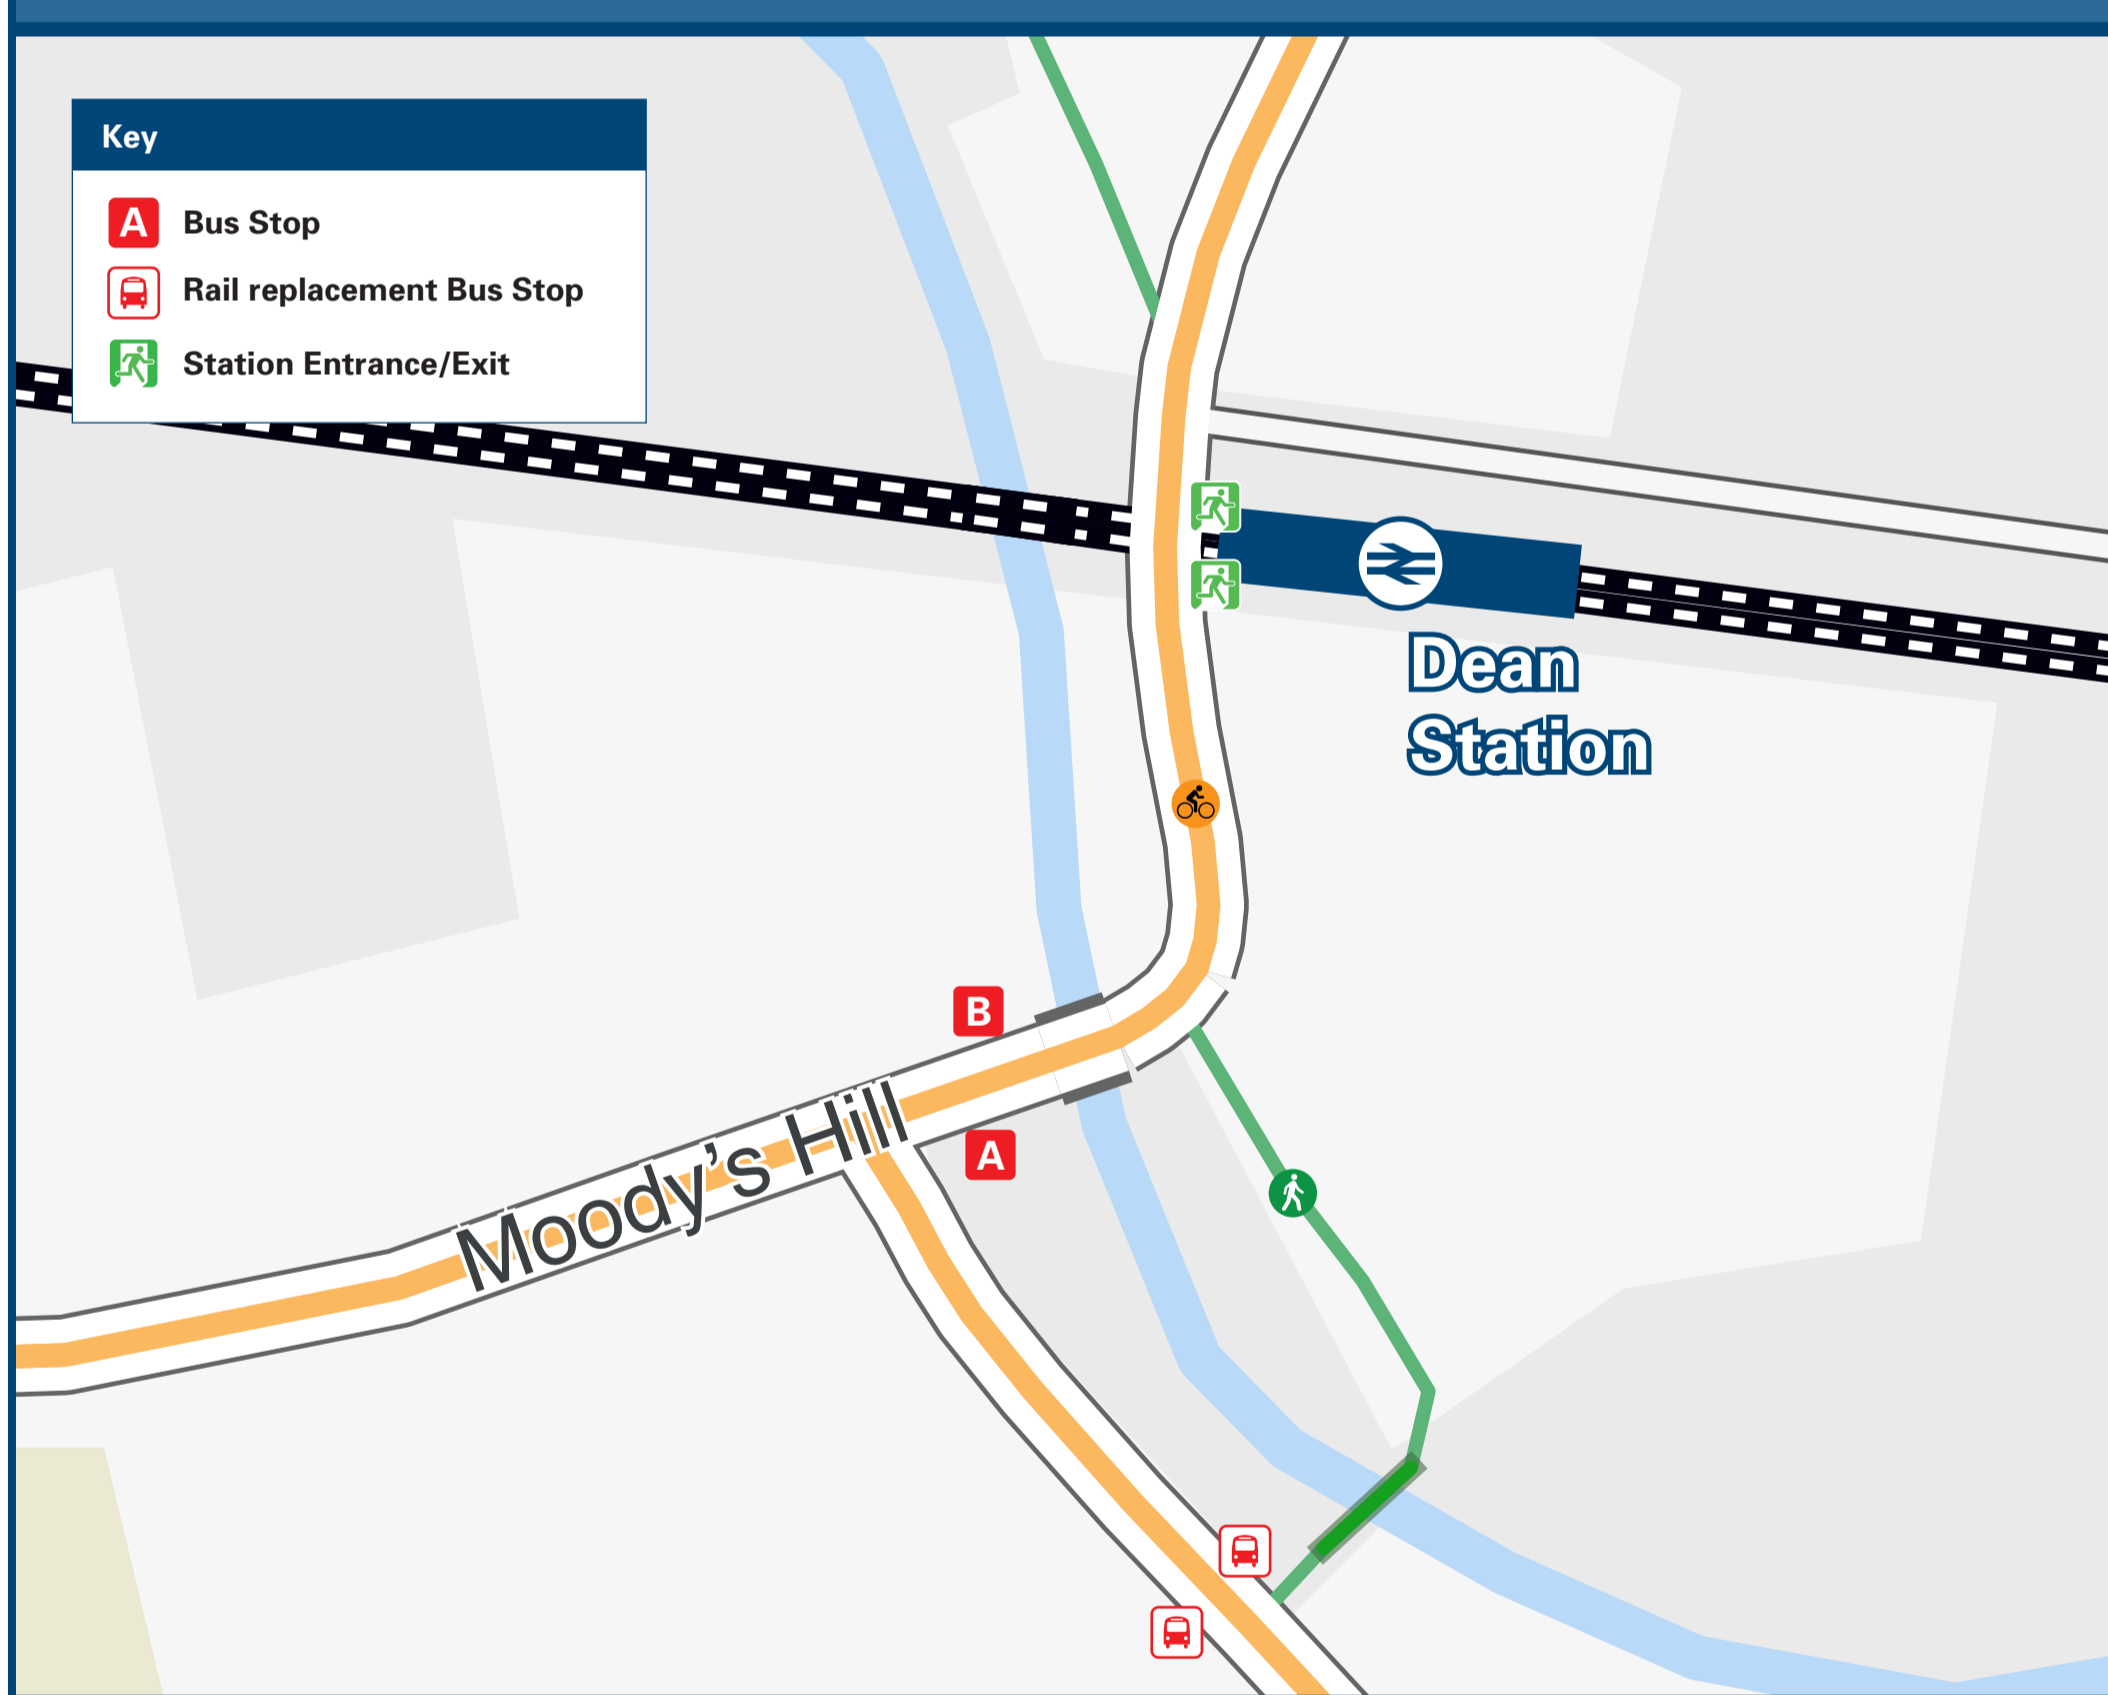 Key
A Bus Stop
Rail replacement Bus Stop
Station Entrance/Exit
Dean
Station
B
A
Moody’s Hill